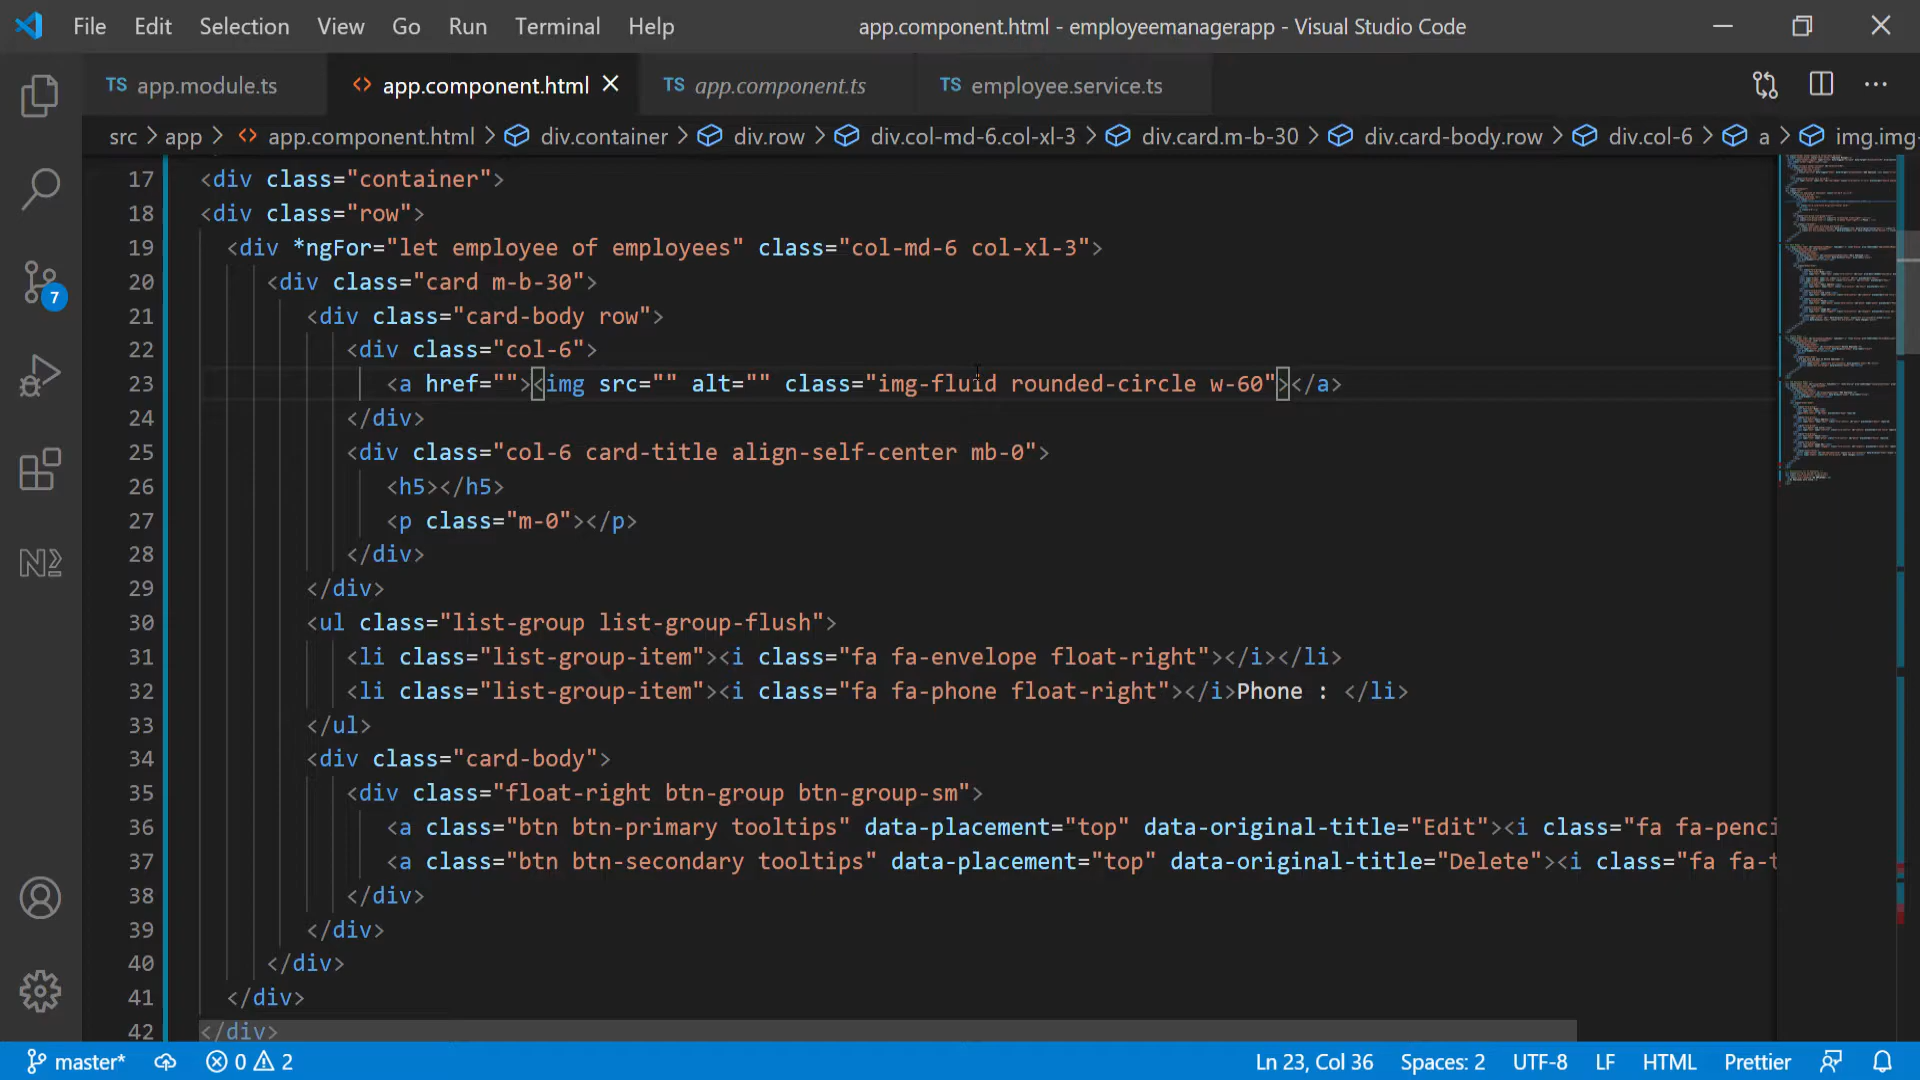 File Edit Selection View Go Run Terminal Help app.component.html - employeemanagerapp - Visual Studio Code
TS app.module.ts <> app.component.html TS app.component.ts TS employee.service.ts
src > app > <> app.component.html > div.container > div.row > div.col-md-6.col-xl-3 > div.card.m-b-30 > div.card-body.row > div.col-6 > a > img.img-
17 <div class="container">
18 <div class="row">
19 <div *ngFor="let employee of employees" class="col-md-6 col-xl-3">
20 <div class="card m-b-30">
21 <div class="card-body row">
22 <div class="col-6">
23 <a href=""><img src="" alt="" class="img-fluid rounded-circle w-60"></a>
24 </div>
25 <div class="col-6 card-title align-self-center mb-0">
26 <h5></h5>
27 <p class="m-0"></p>
28 </div>
29 </div>
30 <ul class="list-group list-group-flush">
31 <li class="list-group-item"><i class="fa fa-envelope float-right"></i></li>
32 <li class="list-group-item"><i class="fa fa-phone float-right"></i>Phone : </li>
33 </ul>
34 <div class="card-body">
35 <div class="float-right btn-group btn-group-sm">
36 <a class="btn btn-primary tooltips" data-placement="top" data-original-title="Edit"><i class="fa fa-penci
37 <a class="btn btn-secondary tooltips" data-placement="top" data-original-title="Delete"><i class="fa fa-t
38 </div>
39 </div>
40 </div>
41 </div>
42 </div>
7
master* 0 2 Ln 23, Col 36 Spaces: 2 UTF-8 LF HTML Prettier